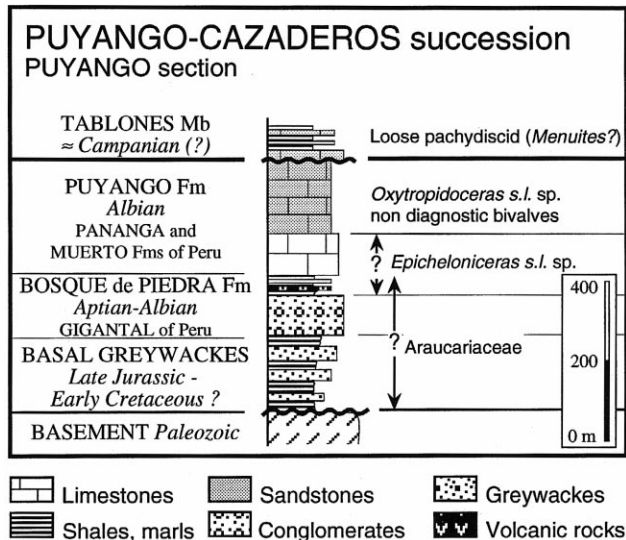 PUYANGO-CAZADEROS succession
PUYANGO section
TABLONES Mb
≈ Campanian (?)
Loose pachydiscid (Menuites?)
PUYANGO Fm
Albian
PANANGA and
MUERTO Fms of Peru
Oxytropidoceras s.l. sp.
non diagnostic bivalves
? Epicheloniceras s.l. sp.
BOSQUE de PIEDRA Fm
Aptian-Albian
GIGANTAL of Peru
? Araucariaceae
BASAL GREYWACKES
Late Jurassic -
Early Cretaceous ?
BASEMENT Paleozoic
400
200
0 m
Limestones
Sandstones
Greywackes
Shales, marls
Conglomerates
Volcanic rocks